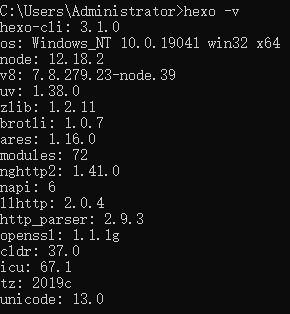 C:\Users\Administrator>hexo -v
hexo-cli: 3.1.0
os: Windows_NT 10.0.19041 win32 x64
node: 12.18.2
v8: 7.8.279.23-node.39
uv: 1.38.0
zlib: 1.2.11
brotli: 1.0.7
ares: 1.16.0
modules: 72
nghttp2: 1.41.0
napi: 6
llhttp: 2.0.4
http_parser: 2.9.3
openssl: 1.1.1g
cldr: 37.0
icu: 67.1
tz: 2019c
unicode: 13.0